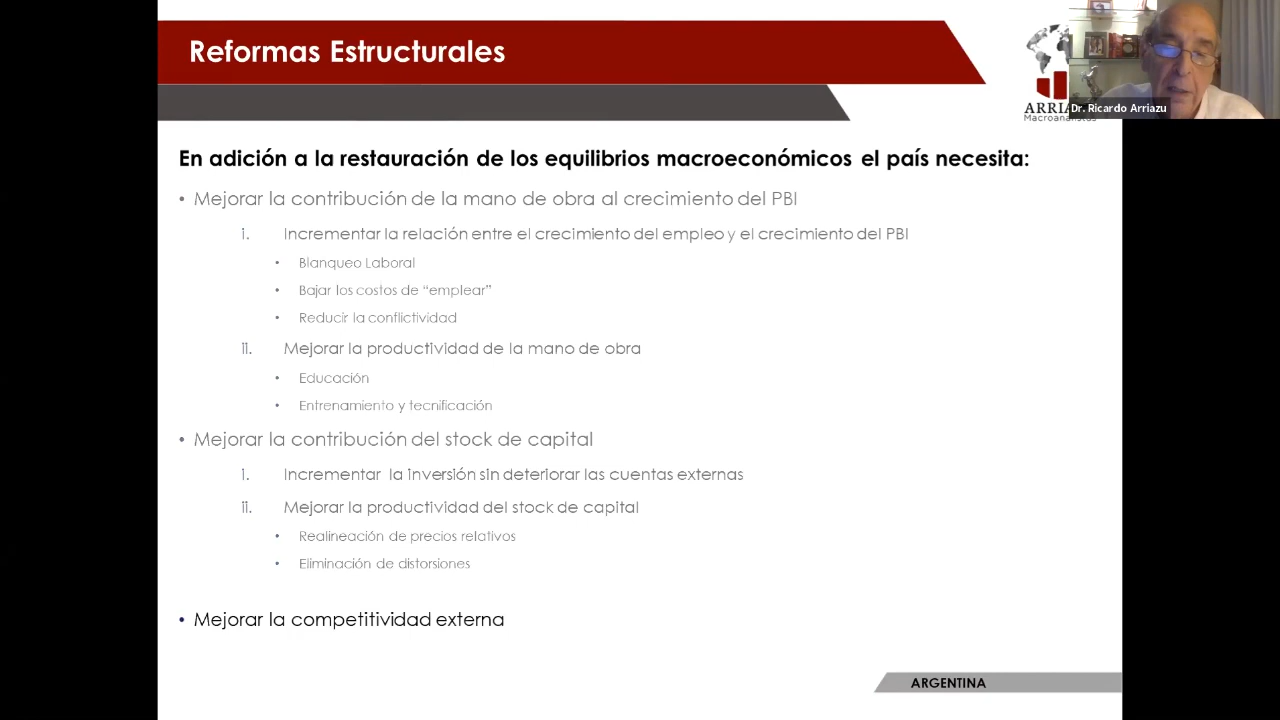 Reformas Estructurales
ARRIA
Macroanalistas
Dr. Ricardo Arriazu
En adición a la restauración de los equilibrios macroeconómicos el país necesita:
• Mejorar la contribución de la mano de obra al crecimiento del PBI
i. Incrementar la relación entre el crecimiento del empleo y el crecimiento del PBI
• Blanqueo Laboral
• Bajar los costos de “emplear”
• Reducir la conflictividad
ii. Mejorar la productividad de la mano de obra
• Educación
• Entrenamiento y tecnificación
• Mejorar la contribución del stock de capital
i. Incrementar la inversión sin deteriorar las cuentas externas
ii. Mejorar la productividad del stock de capital
• Realineación de precios relativos
• Eliminación de distorsiones
• Mejorar la competitividad externa
ARGENTINA